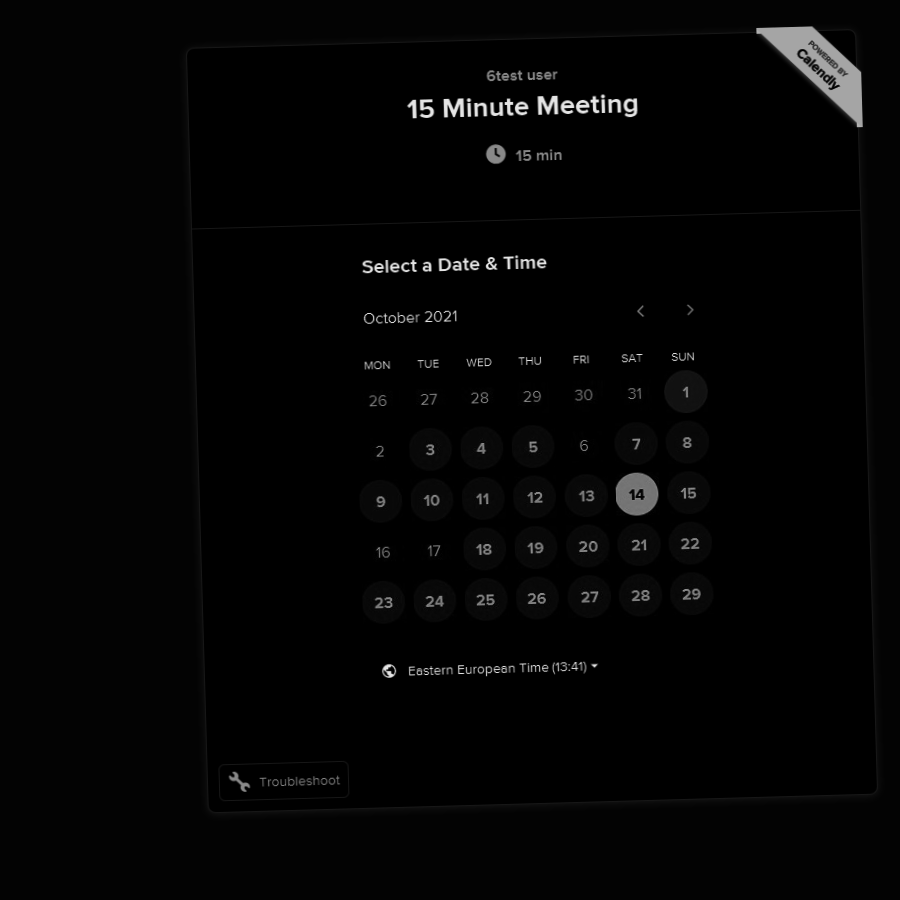 POWERED BY
Calendly
6test user
15 Minute Meeting
15 min
Select a Date & Time
October 2021
MON TUE WED THU FRI SAT SUN
26 27 28 29 30 31 1
2 3 4 5 6 7 8
9 10 11 12 13 14 15
16 17 18 19 20 21 22
23 24 25 26 27 28 29
Eastern European Time (13:41)
Troubleshoot